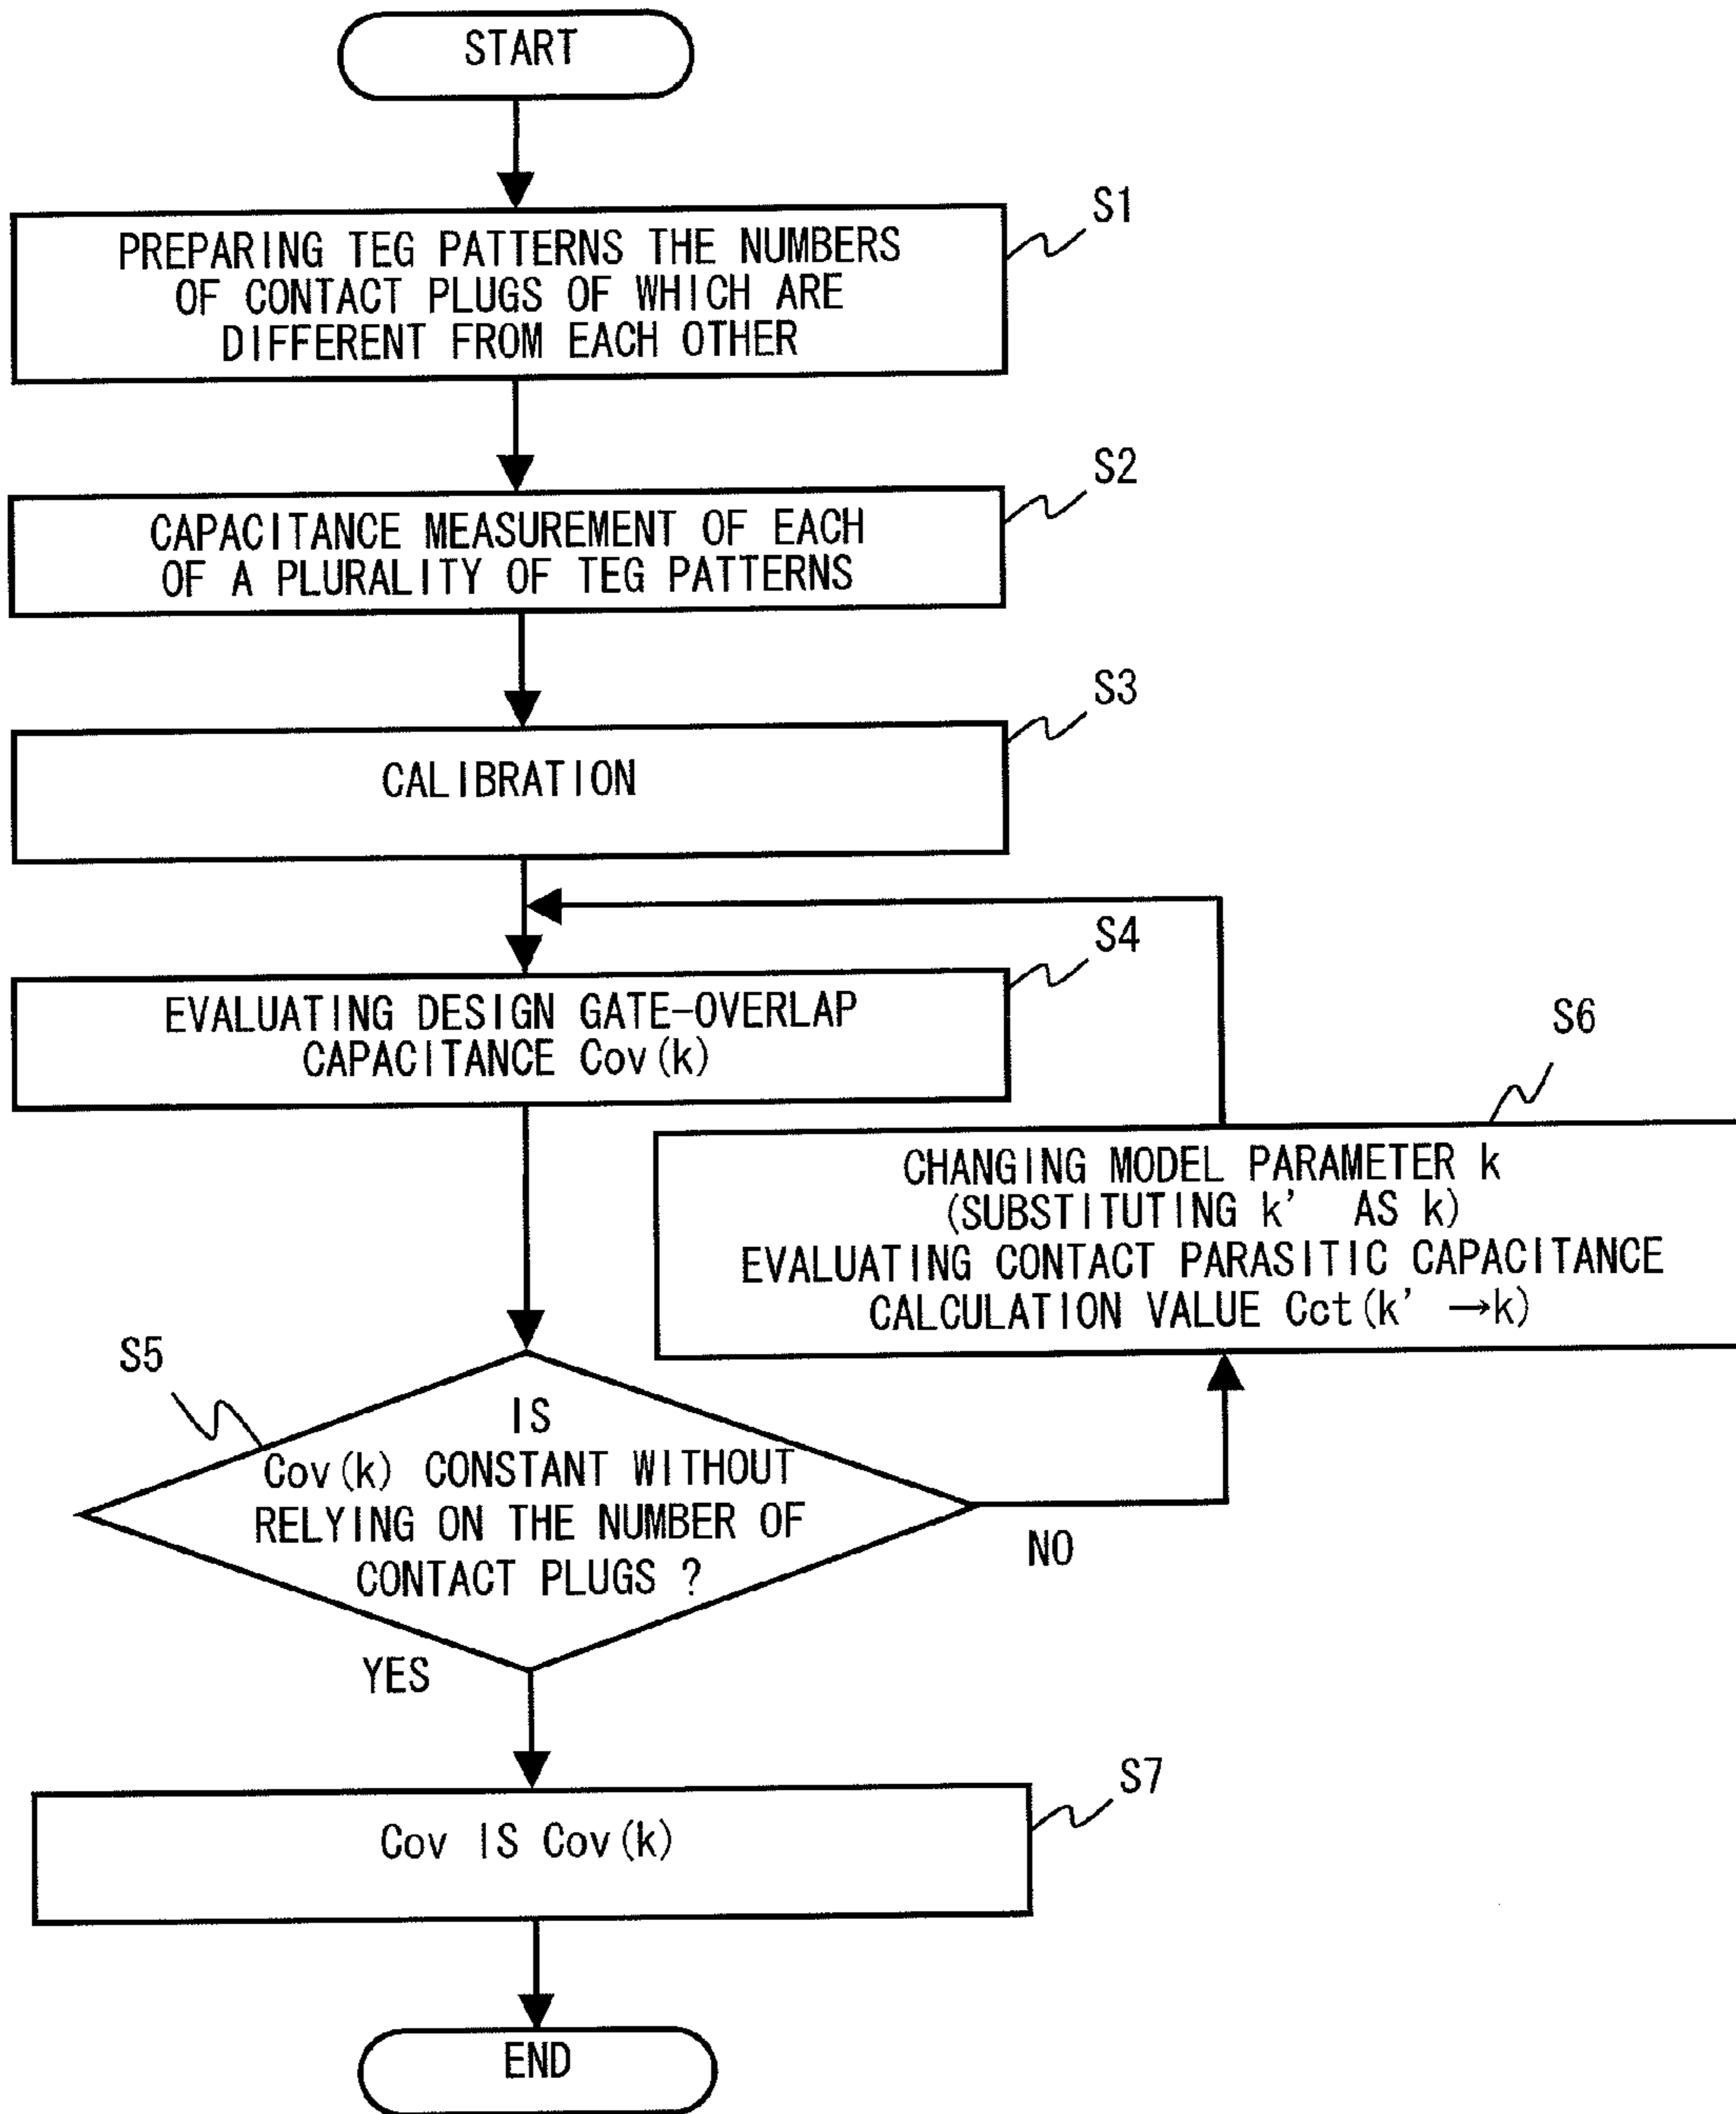 START
S1
PREPARING TEG PATTERNS THE NUMBERS
OF CONTACT PLUGS OF WHICH ARE
DIFFERENT FROM EACH OTHER
S2
CAPACITANCE MEASUREMENT OF EACH
OF A PLURALITY OF TEG PATTERNS
S3
CALIBRATION
S4
EVALUATING DESIGN GATE-OVERLAP
CAPACITANCE Cov(k)
S6
CHANGING MODEL PARAMETER k
(SUBSTITUTING k' AS k)
EVALUATING CONTACT PARASITIC CAPACITANCE
CALCULATION VALUE Cct(k' →k)
S5
IS
Cov(k) CONSTANT WITHOUT
RELYING ON THE NUMBER OF
CONTACT PLUGS ?
NO
YES
S7
Cov IS Cov(k)
END